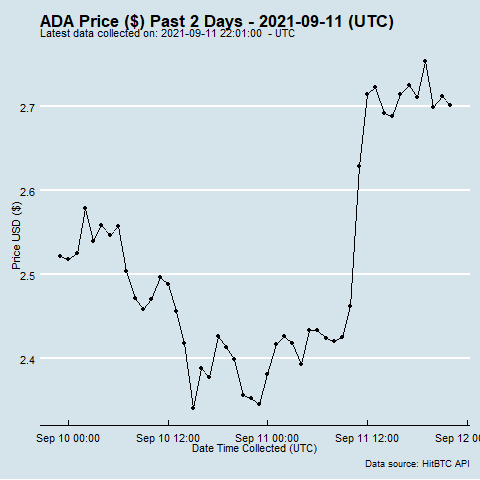 ADA Price ($) Past 2 Days - 2021-09-11 (UTC)
Latest data collected on: 2021-09-11 22:01:00 - UTC
2.7
2.6
2.5
2.4
Price USD ($)
Sep 10 00:00 Sep 10 12:00 Sep 11 00:00 Sep 11 12:00 Sep 12 00
Date Time Collected (UTC)
Data source: HitBTC API